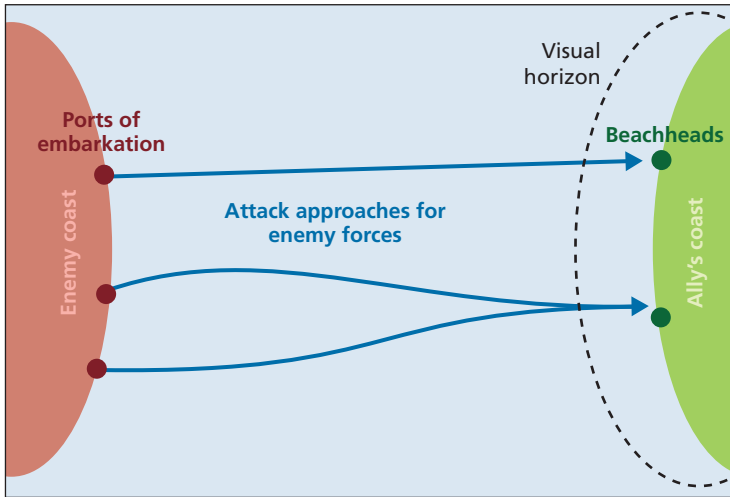 Visual
horizon
Ports of
embarkation
Beachheads
Attack approaches for
enemy forces
Enemy coast
Ally's coast